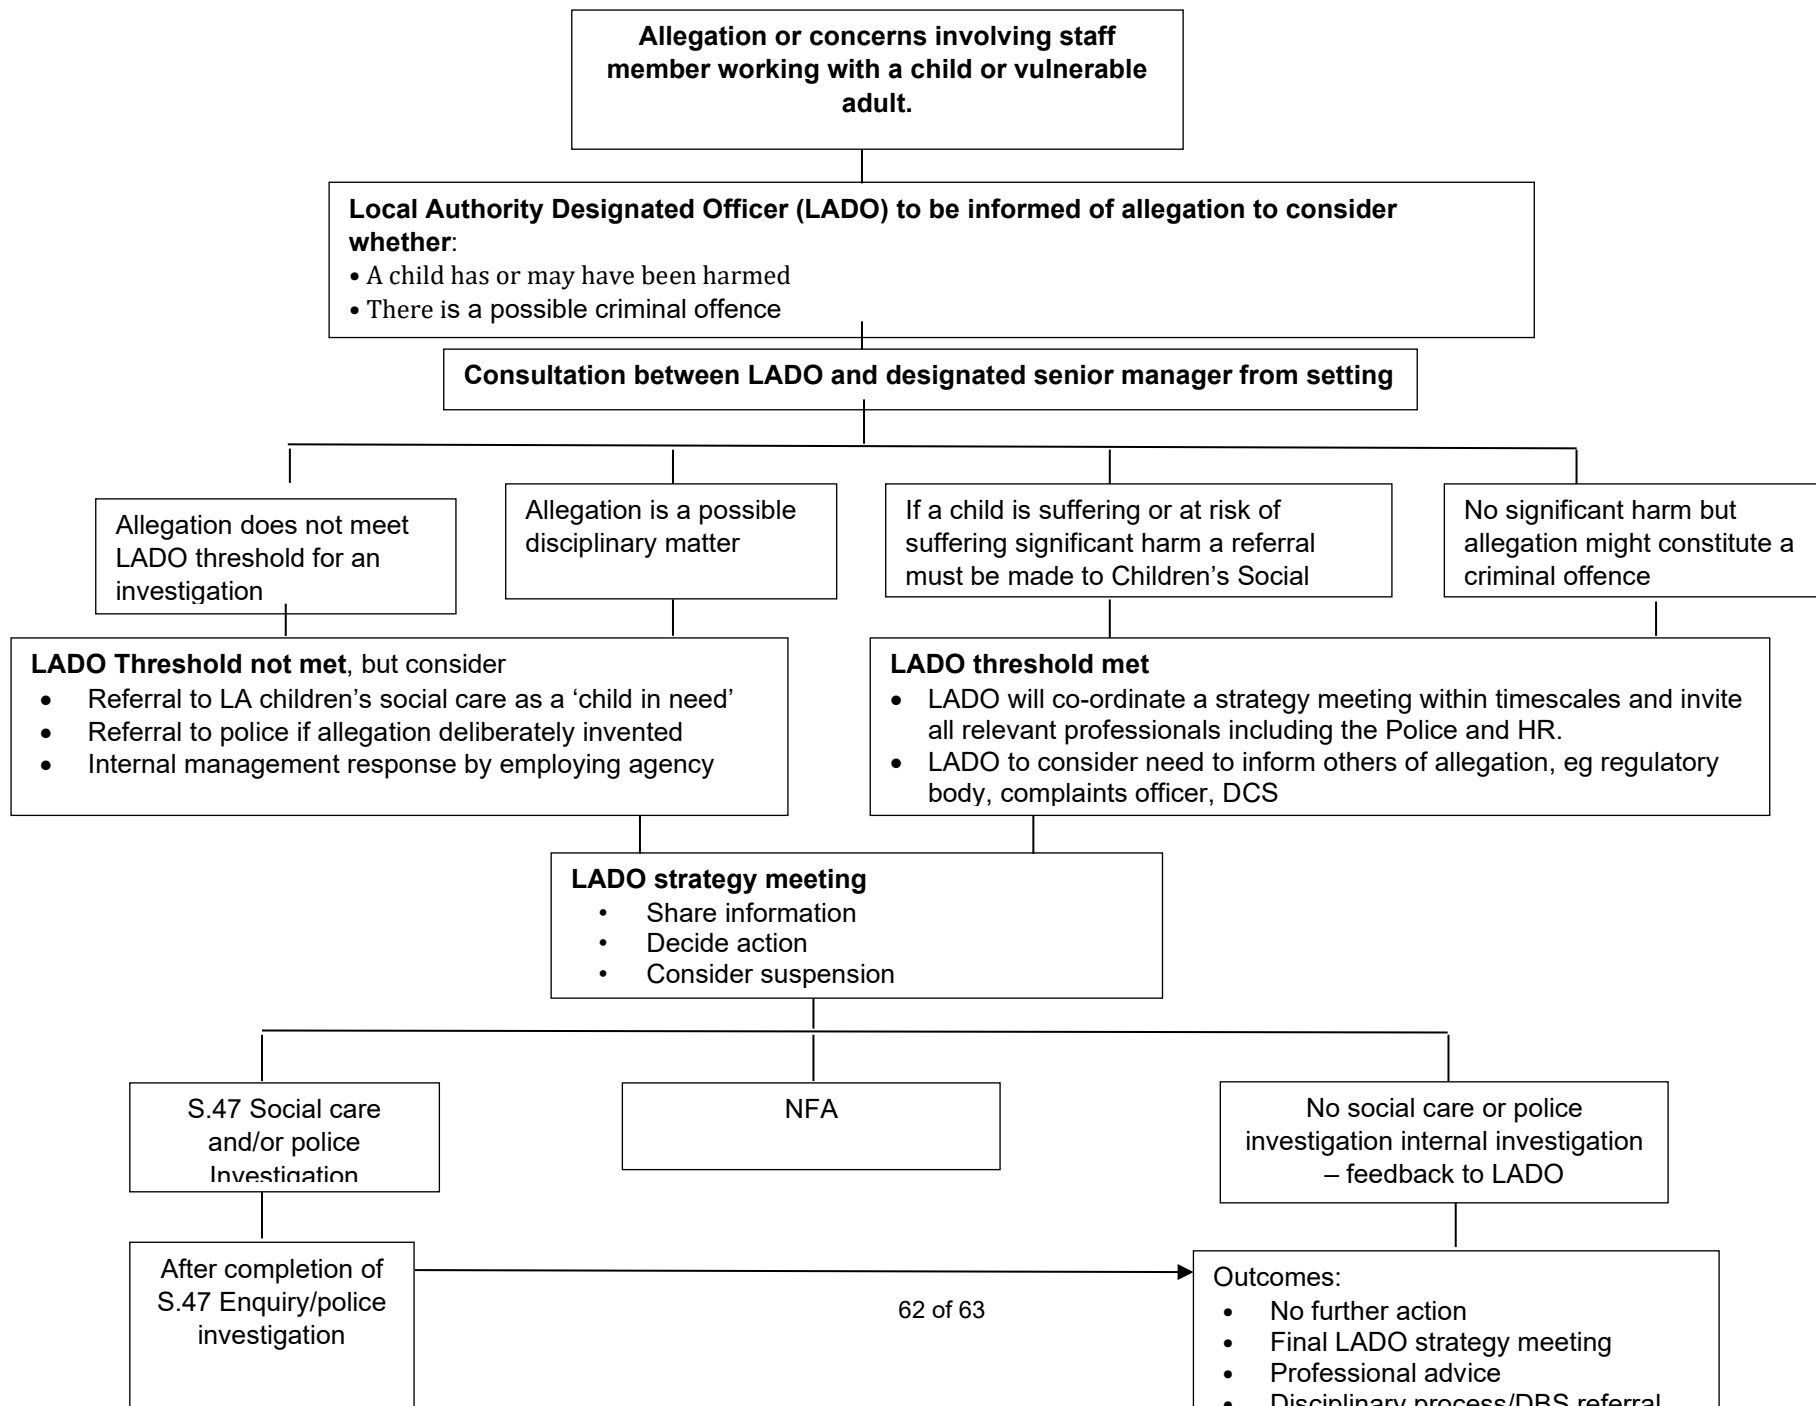 Allegation or concerns involving staff
member working with a child or vulnerable
adult.
Local Authority Designated Officer (LADO) to be informed of allegation to consider
whether:
• A child has or may have been harmed
• There is a possible criminal offence
Consultation between LADO and designated senior manager from setting
Allegation does not meet
LADO threshold for an
investigation
Allegation is a possible
disciplinary matter
If a child is suffering or at risk of
suffering significant harm a referral
must be made to Children’s Social
No significant harm but
allegation might constitute a
criminal offence
LADO Threshold not met, but consider
• Referral to LA children’s social care as a ‘child in need’
• Referral to police if allegation deliberately invented
• Internal management response by employing agency
LADO threshold met
• LADO will co-ordinate a strategy meeting within timescales and invite
all relevant professionals including the Police and HR.
• LADO to consider need to inform others of allegation, eg regulatory
body, complaints officer, DCS
LADO strategy meeting
• Share information
• Decide action
• Consider suspension
S.47 Social care
and/or police
Investigation
NFA
No social care or police
investigation internal investigation
– feedback to LADO
After completion of
S.47 Enquiry/police
investigation
Outcomes:
• No further action
• Final LADO strategy meeting
• Professional advice
• Disciplinary process/DBS referral
62 of 63